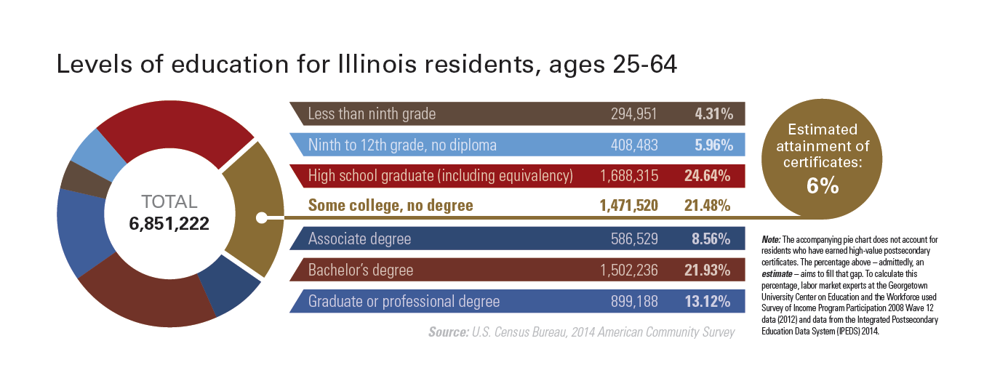 Levels of education for Illinois residents, ages 25-64
TOTAL
6,851,222
Less than ninth grade 294,951 4.31%
Ninth to 12th grade, no diploma 408,483 5.96%
High school graduate (including equivalency) 1,688,315 24.64%
Some college, no degree 1,471,520 21.48%
Associate degree 586,529 8.56%
Bachelor's degree 1,502,236 21.93%
Graduate or professional degree 899,188 13.12%
Source: U.S. Census Bureau, 2014 American Community Survey
Estimated
attainment of
certificates:
6%
Note: The accompanying pie chart does not account for
residents who have earned high-value postsecondary
certificates. The percentage above – admittedly, an
estimate – aims to fill that gap. To calculate this
percentage, labor market experts at the Georgetown
University Center on Education and the Workforce used
Survey of Income Program Participation 2008 Wave 12
data (2012) and data from the Integrated Postsecondary
Education Data System (IPEDS) 2014.